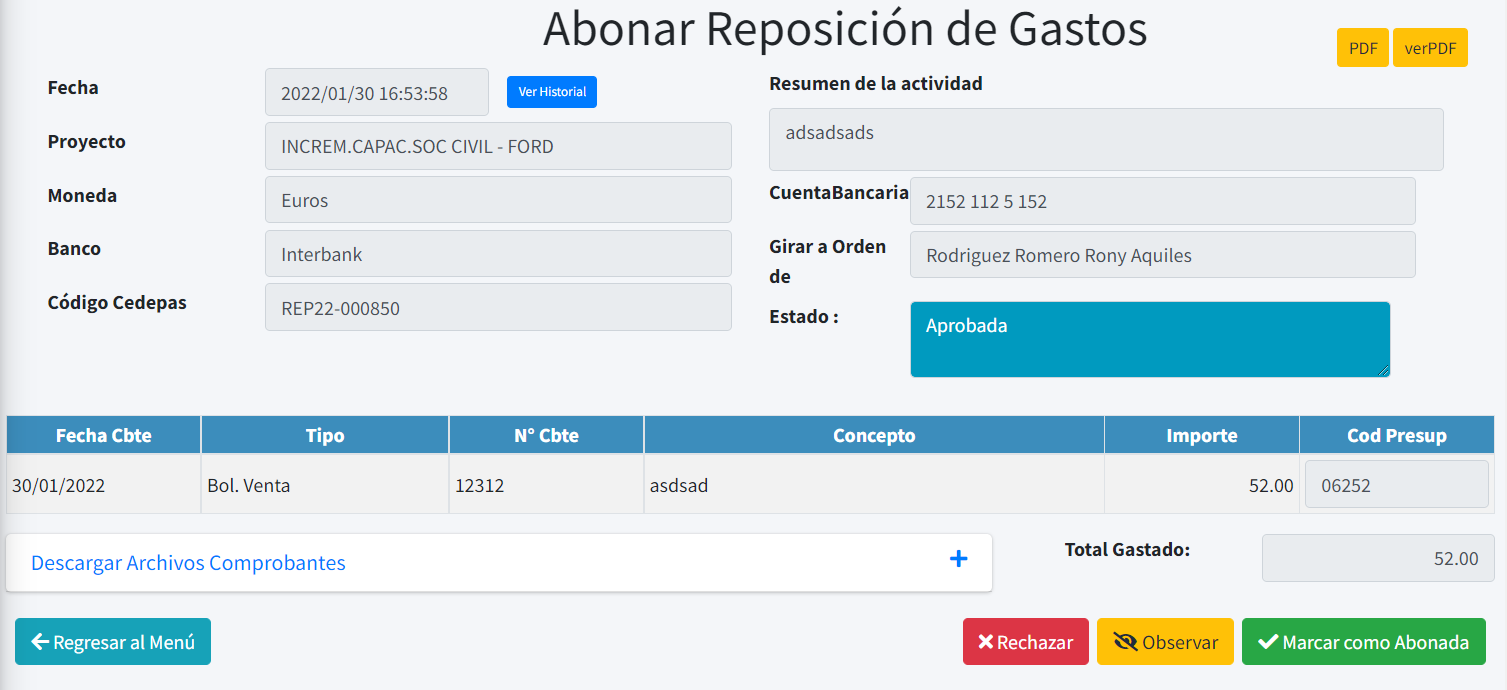 Abonar Reposición de Gastos
PDF
verPDF
Fecha
2022/01/30 16:53:58
Ver Historial
Proyecto
INCREM.CAPAC.SOC CIVIL - FORD
Moneda
Euros
Banco
Interbank
Código Cedepas
REP22-000850
Resumen de la actividad
adsadsads
CuentaBancaria
2152 112 5 152
Girar a Orden
de
Rodriguez Romero Rony Aquiles
Estado :
Aprobada
Fecha Cbte Tipo N° Cbte Concepto Importe Cod Presup
30/01/2022 Bol. Venta 12312 asdsad 52.00 06252
Descargar Archivos Comprobantes +
Total Gastado:
52.00
Regresar al Menú
Rechazar
Observar
Marcar como Abonada